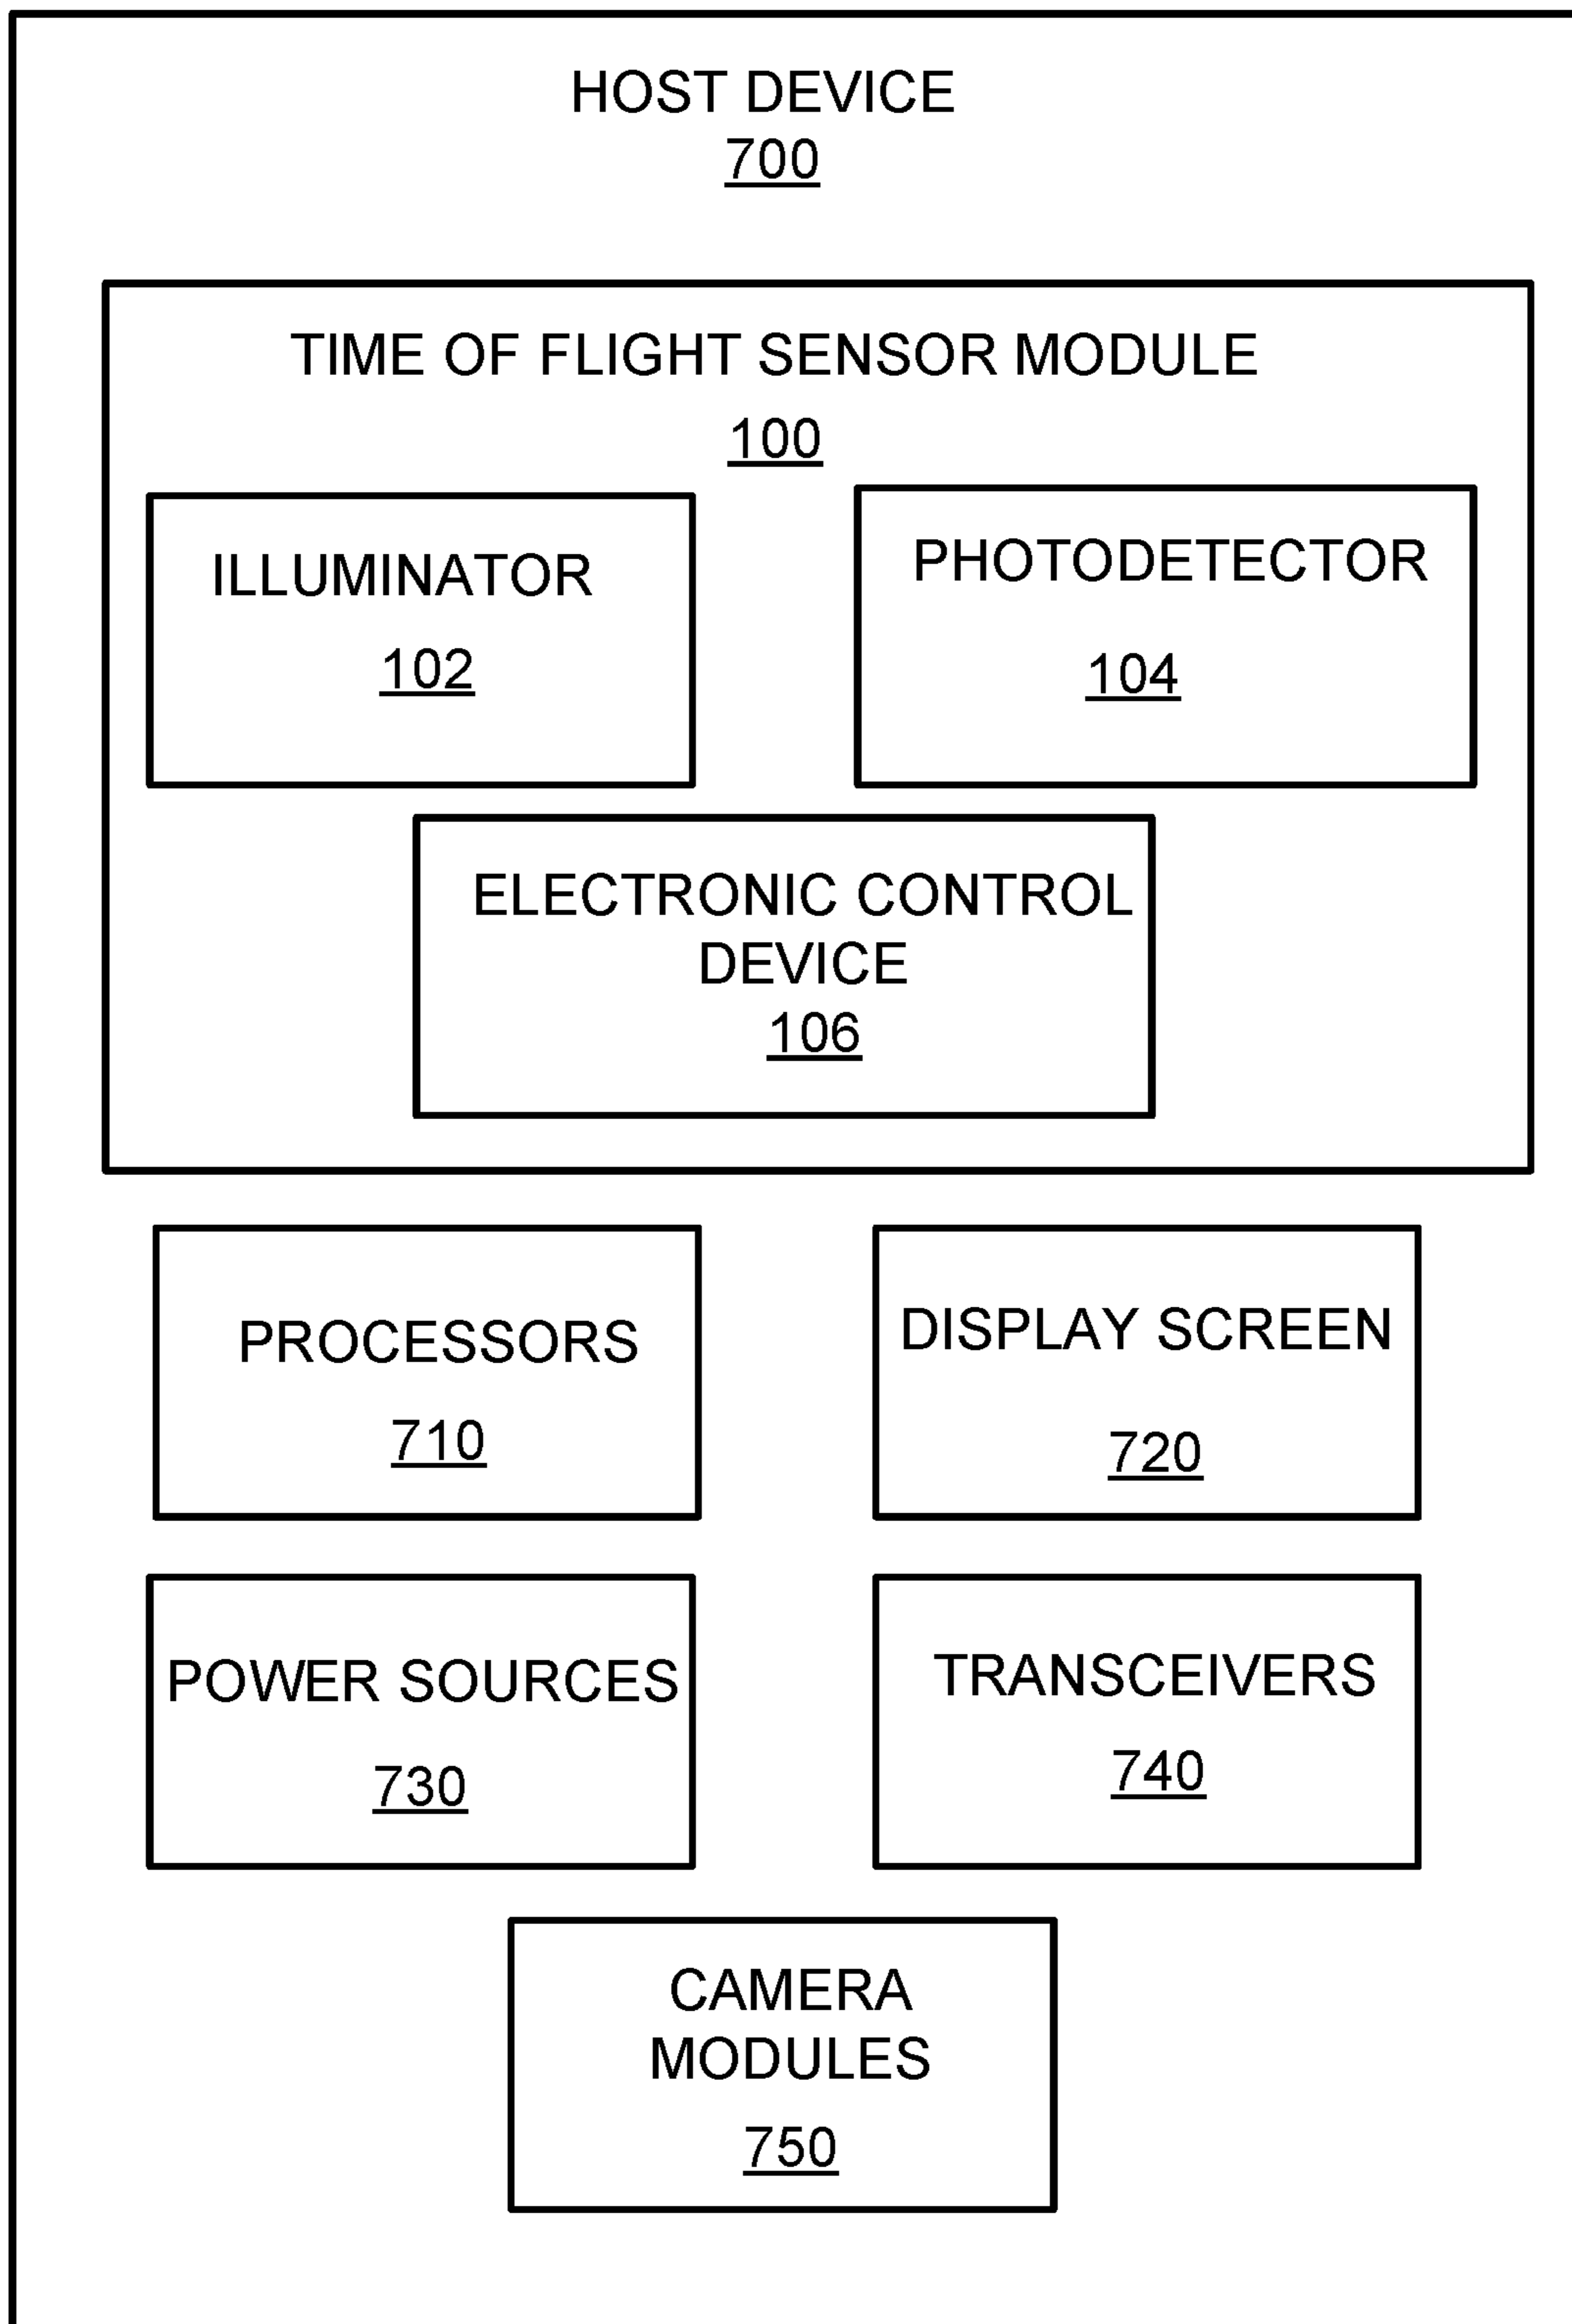 HOST DEVICE
700
TIME OF FLIGHT SENSOR MODULE
100
ILLUMINATOR
102
PHOTODETECTOR
104
ELECTRONIC CONTROL
DEVICE
106
PROCESSORS
710
DISPLAY SCREEN
720
POWER SOURCES
730
TRANSCEIVERS
740
CAMERA
MODULES
750